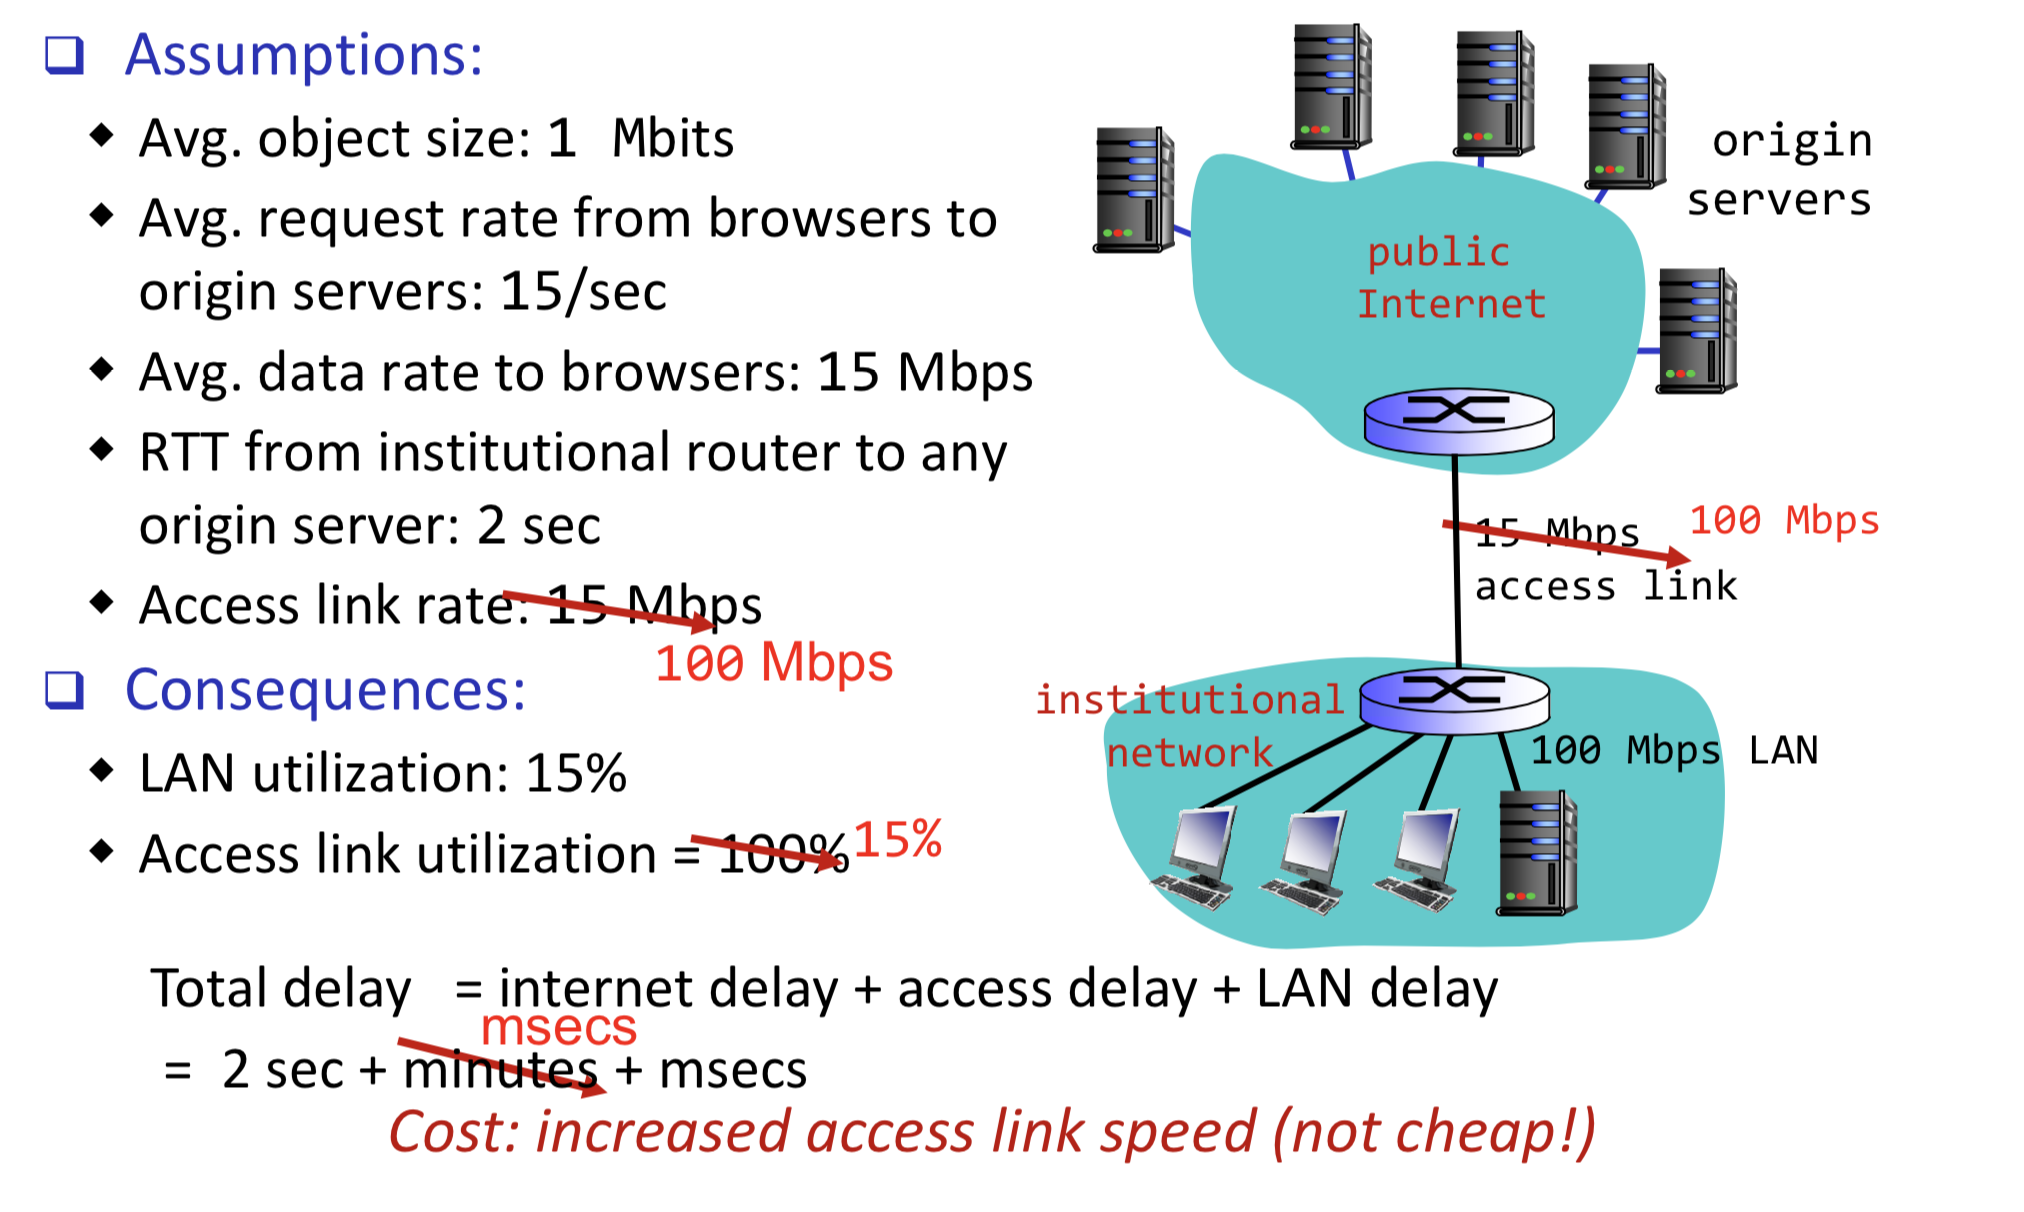 Assumptions:
Avg. object size: 1 Mbits
Avg. request rate from browsers to
origin servers: 15/sec
Avg. data rate to browsers: 15 Mbps
RTT from institutional router to any
origin server: 2 sec
Access link rate: 15 Mbps
100 Mbps
Consequences:
LAN utilization: 15%
Access link utilization = 100% 15%
Total delay = internet delay + access delay + LAN delay
msecs
= 2 sec + minutes + msecs
Cost: increased access link speed (not cheap!)
origin
servers
public
Internet
15 Mbps 100 Mbps
access link
institutional
network
100 Mbps LAN